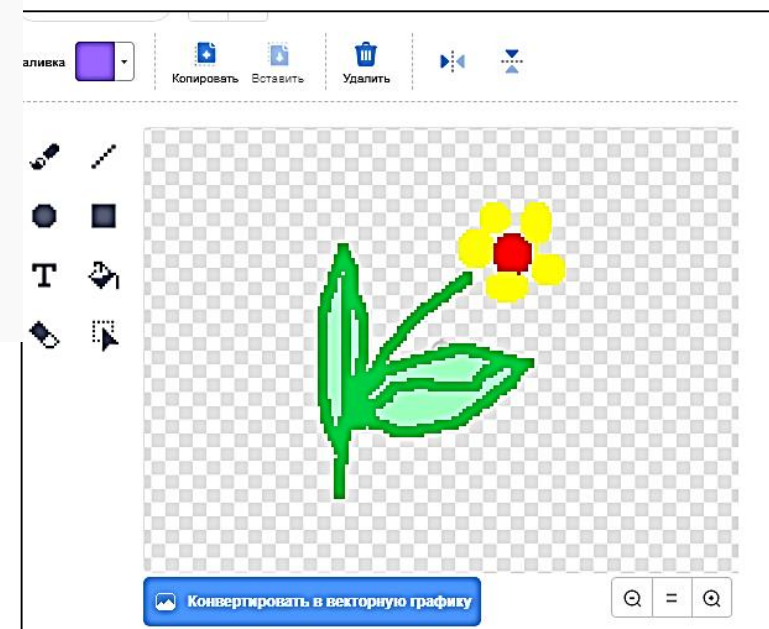 аливка
Копировать Вставить Удалить
T
Конвертировать в векторную графику
=